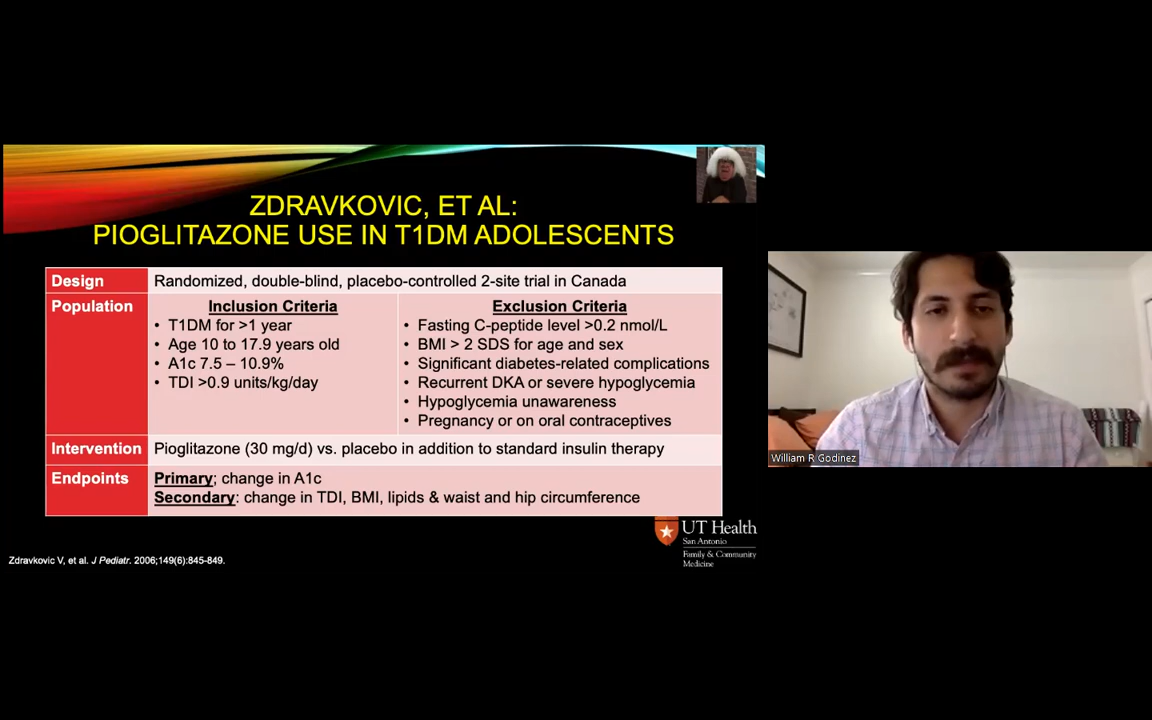 ZDRAVKOVIC, ET AL:
PIOGLITAZONE USE IN T1DM ADOLESCENTS
Design
Randomized, double-blind, placebo-controlled 2-site trial in Canada
Population
Inclusion Criteria
• T1DM for >1 year
• Age 10 to 17.9 years old
• A1c 7.5 – 10.9%
• TDI >0.9 units/kg/day
Exclusion Criteria
• Fasting C-peptide level >0.2 nmol/L
• BMI > 2 SDS for age and sex
• Significant diabetes-related complications
• Recurrent DKA or severe hypoglycemia
• Hypoglycemia unawareness
• Pregnancy or on oral contraceptives
Intervention
Pioglitazone (30 mg/d) vs. placebo in addition to standard insulin therapy
Endpoints
Primary; change in A1c
Secondary: change in TDI, BMI, lipids & waist and hip circumference
UT Health
San Antonio
Family & Community
Medicine
Zdravkovic V, et al. J Pediatr. 2006;149(6):845-849.
William R Godinez